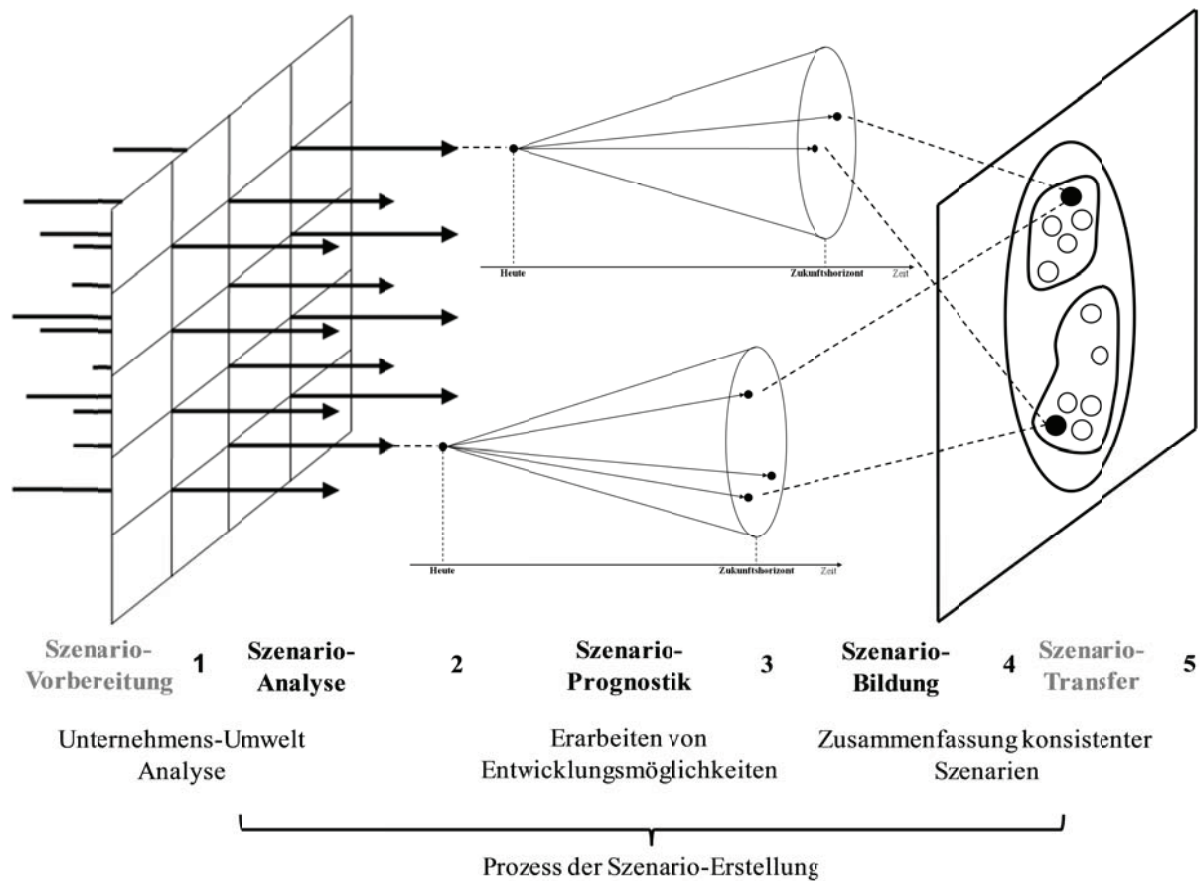 Heute
Zukunftshorizont
Zeit
Heute
Zukunftshorizont
Zeit
Szenario-
Vorbereitung
1
Szenario-
Analyse
2
Szenario-
Prognostik
3
Szenario-
Bildung
4
Szenario-
Transfer
5
Unternehmens-Umwelt
Analyse
Erarbeiten von
Entwicklungsmöglichkeiten
Zusammenfassung konsistenter
Szenarien
Prozess der Szenario-Erstellung